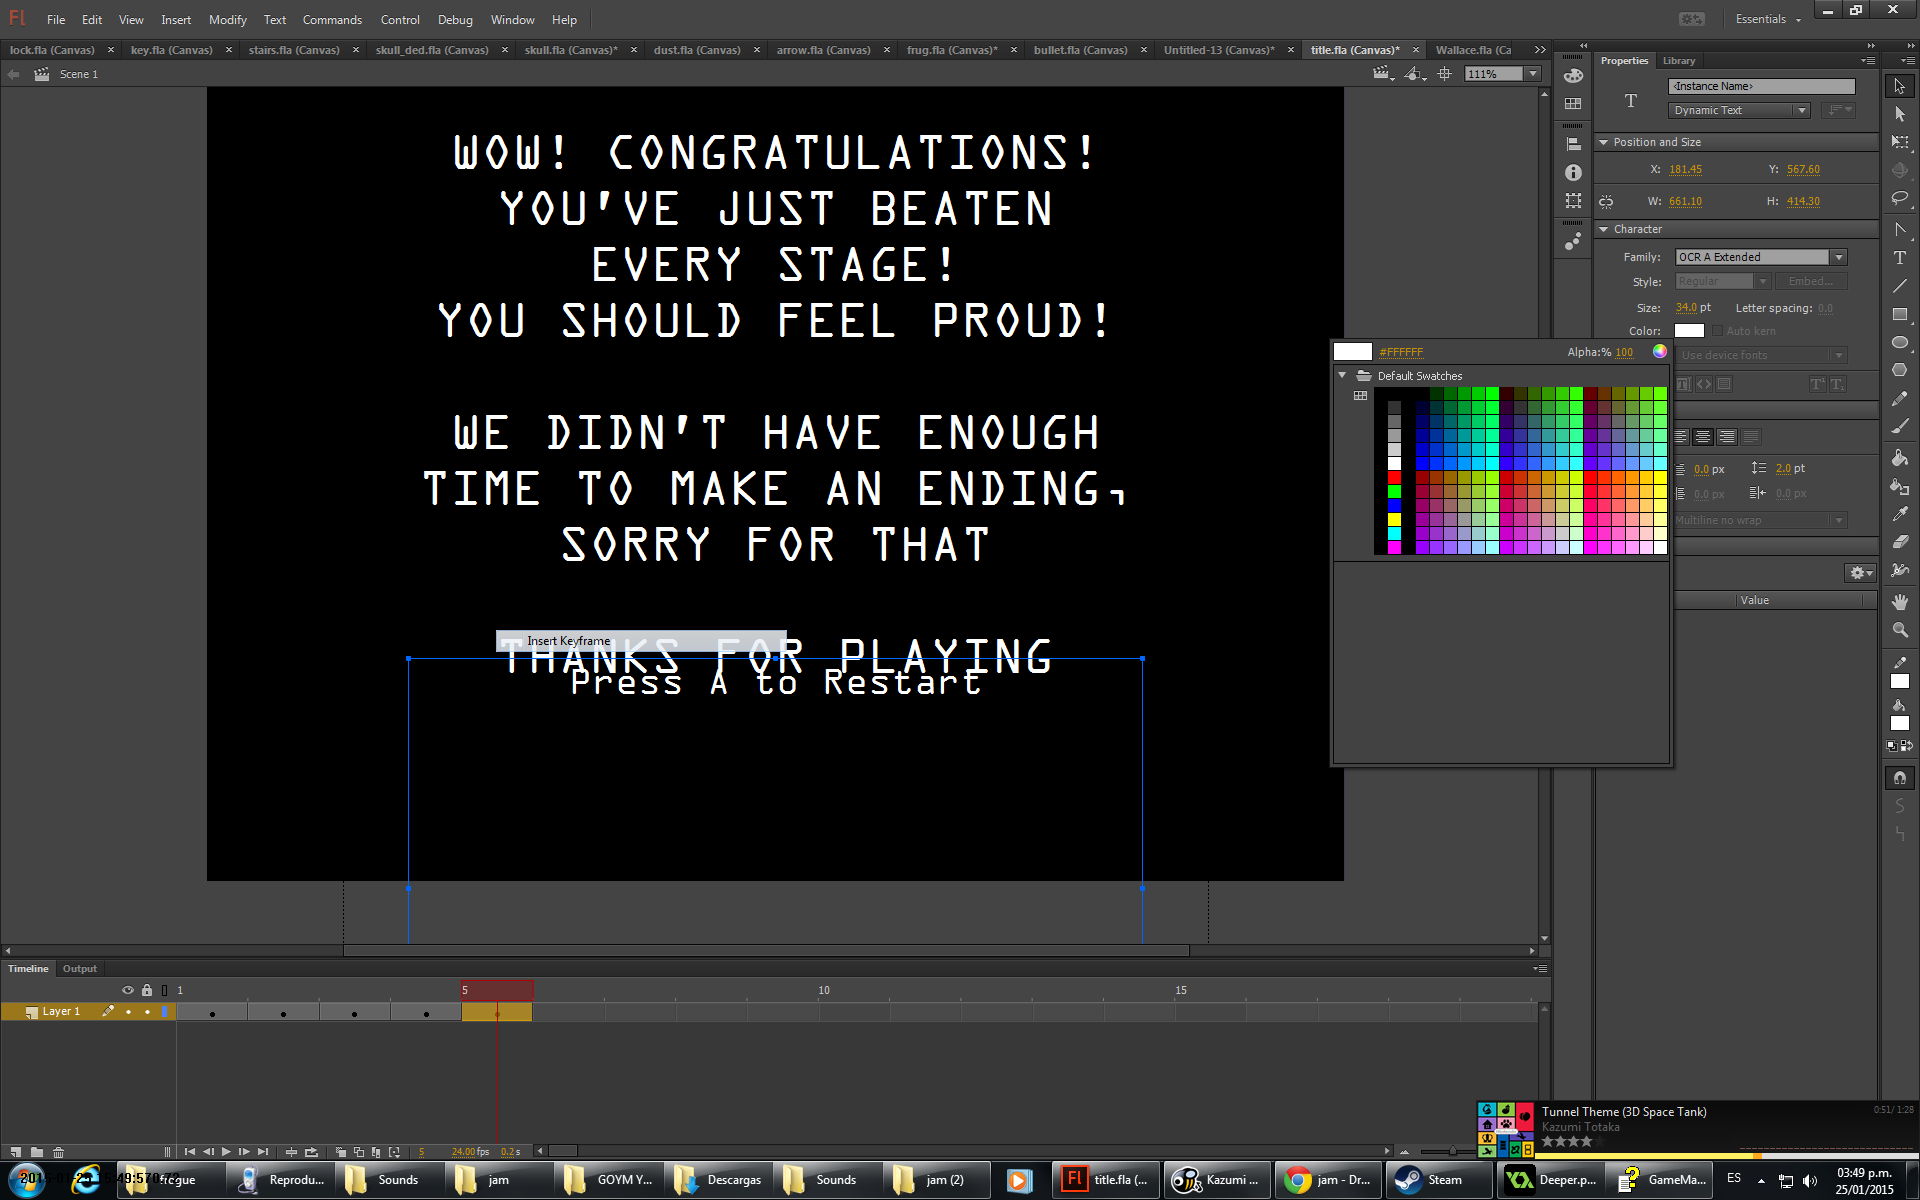 Fl File Edit View Insert Modify Text Commands Control Debug Window Help Essentials
lock.fla (Canvas) × key.fla (Canvas) × stairs.fla (Canvas) × skull_ded.fla (Canvas) × skull.fla (Canvas)* × dust.fla (Canvas) × arrow.fla (Canvas) × frug.fla (Canvas)* × bullet.fla (Canvas) × Untitled-13 (Canvas)* × title.fla (Canvas)* × Wallace.fla (Ca
Scene 1 111%
WOW! CONGRATULATIONS!
YOU'VE JUST BEATEN
EVERY STAGE!
YOU SHOULD FEEL PROUD!
WE DIDN'T HAVE ENOUGH
TIME TO MAKE AN ENDING,
SORRY FOR THAT
Insert Keyframe
THANKS FOR PLAYING
Press A to Restart
Properties Library
<Instance Name>
T Dynamic Text
Position and Size
X: 181.45 Y: 567.60
W: 661.10 H: 414.30
Character
Family: OCR A Extended
Style: Regular Embed...
Size: 34.0 pt Letter spacing: 0.0
Color: Auto kern
Use device fonts
#FFFFFF Alpha:% 100
Default Swatches
0.0 px 2.0 pt
0.0 px 0.0 px
Multiline no wrap
Value
Timeline Output
1 5 10 15
Layer 1
5 24.00 fps 0.2 s
Tunnel Theme (3D Space Tank) 0:51/ 1:28
Kazumi Totaka
Reprodu... Sounds jam GOYM Y... Descargas Sounds jam (2) title.fla (... Kazumi ... jam - Dr... Steam Deeper.p... GameMa... ES
03:49 p.m.
25/01/2015